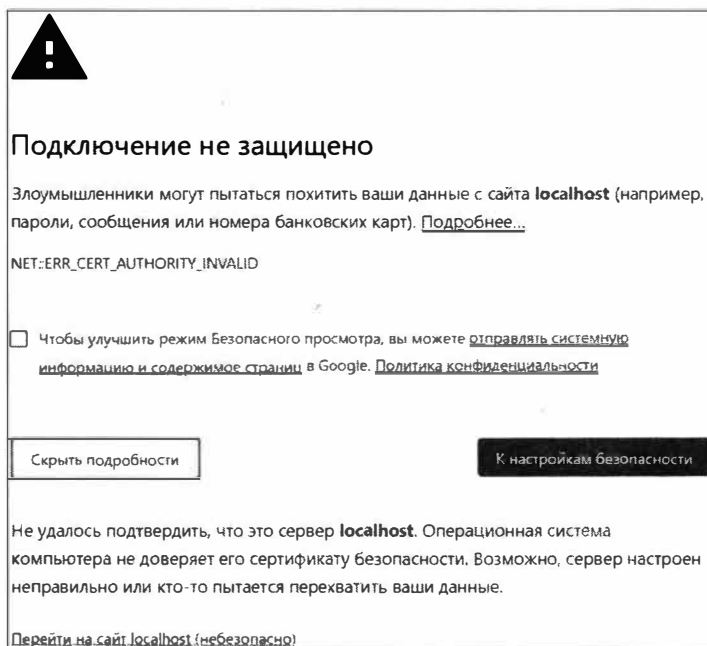 Подключение не защищено
Злоумышленники могут пытаться похитить ваши данные с сайта localhost (например,
пароли, сообщения или номера банковских карт). Подробнее...
NET::ERR_CERT_AUTHORITY_INVALID
Чтобы улучшить режим Безопасного просмотра, вы можете отправлять системную
информацию и содержимое страниц в Google. Политика конфиденциальности
Скрыть подробности
К настройкам безопасности
Не удалось подтвердить, что это сервер localhost. Операционная система
компьютера не доверяет его сертификату безопасности. Возможно, сервер настроен
неправильно или кто-то пытается перехватить ваши данные.
Перейти на сайт localhost (небезопасно)